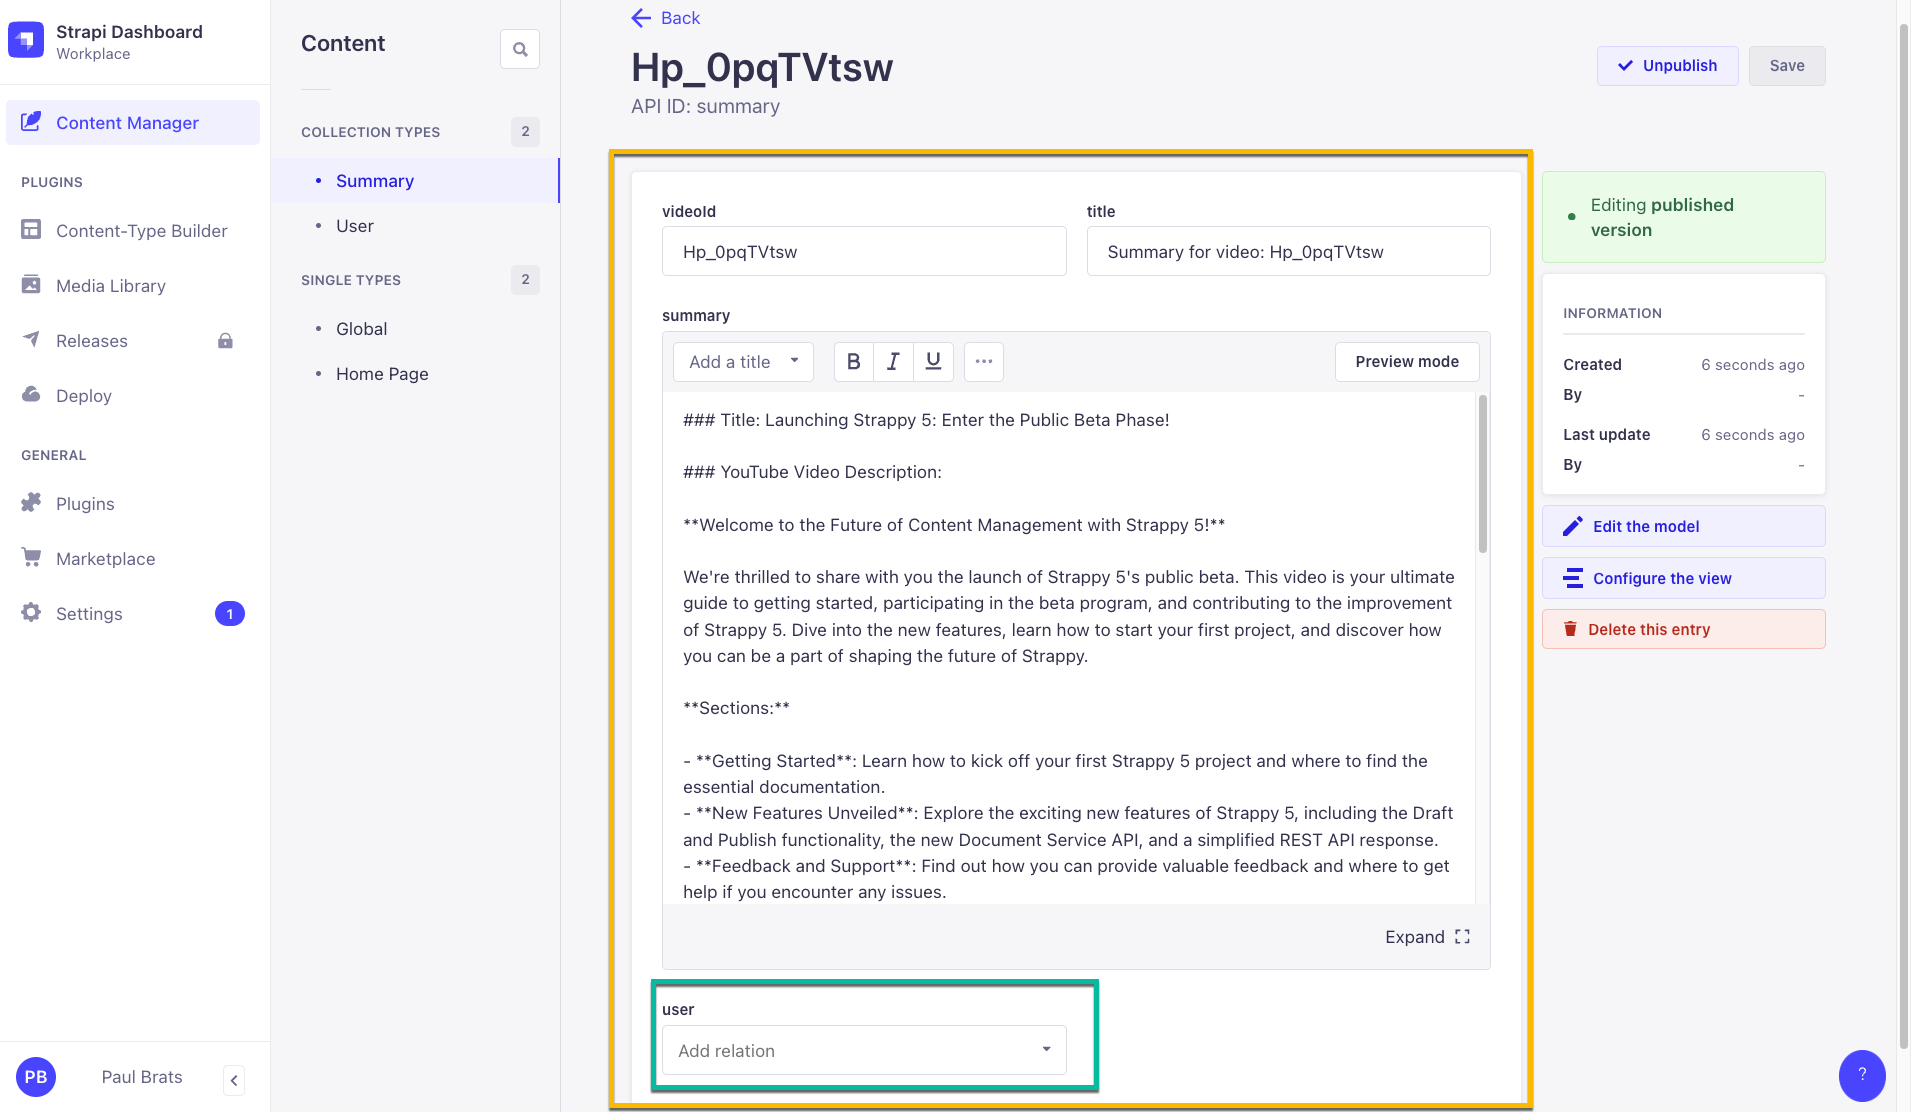 Strapi Dashboard
Workplace
Content Manager
PLUGINS
Content-Type Builder
Media Library
Releases
Deploy
GENERAL
Plugins
Marketplace
Settings
1
PB
Paul Brats
Content
COLLECTION TYPES
2
Summary
User
SINGLE TYPES
2
Global
Home Page
Back
Hp_0pqTVtsw
API ID: summary
Unpublish
Save
videoId
Hp_0pqTVtsw
title
Summary for video: Hp_0pqTVtsw
summary
Add a title
B
I
U
Preview mode
### Title: Launching Strappy 5: Enter the Public Beta Phase!
### YouTube Video Description:
**Welcome to the Future of Content Management with Strappy 5!**
We're thrilled to share with you the launch of Strappy 5's public beta. This video is your ultimate
guide to getting started, participating in the beta program, and contributing to the improvement
of Strappy 5. Dive into the new features, learn how to start your first project, and discover how
you can be a part of shaping the future of Strappy.
**Sections:**
- **Getting Started**: Learn how to kick off your first Strappy 5 project and where to find the
essential documentation.
- **New Features Unveiled**: Explore the exciting new features of Strappy 5, including the Draft
and Publish functionality, the new Document Service API, and a simplified REST API response.
- **Feedback and Support**: Find out how you can provide valuable feedback and where to get
help if you encounter any issues.
Expand
user
Add relation
Editing published
version
INFORMATION
Created 6 seconds ago
By -
Last update 6 seconds ago
By -
Edit the model
Configure the view
Delete this entry
?